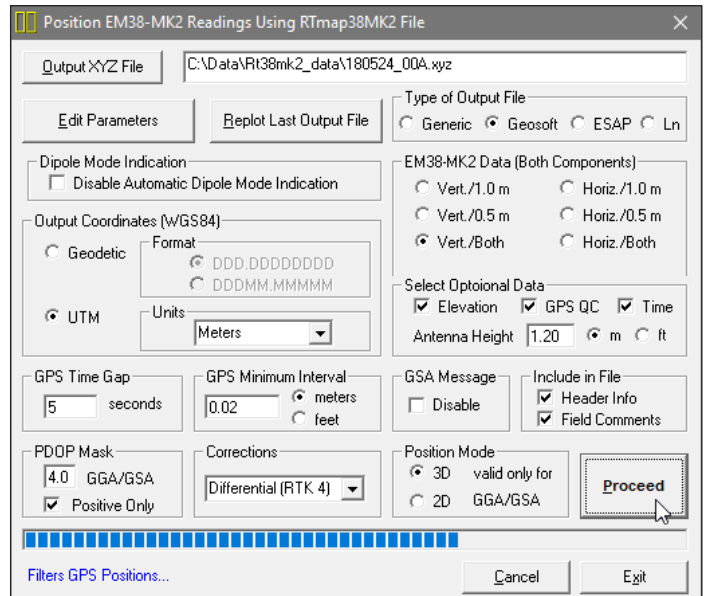 Position EM38-MK2 Readings Using RTmap38MK2 File
Output XYZ File
C:\Data\Rt38mk2_data\180524_00A.xyz
Edit Parameters
Replot Last Output File
Type of Output File
Generic Geosoft ESAP Ln
Dipole Mode Indication
Disable Automatic Dipole Mode Indication
EM38-MK2 Data (Both Components)
Vert./1.0 m Horiz./1.0 m
Vert./0.5 m Horiz./0.5 m
Vert./Both Horiz./Both
Output Coordinates (WGS84)
Geodetic
Format
DDD.DDDDDDDD
DDDMM.MMMMM
UTM
Units
Meters
Select Optoional Data
Elevation GPS QC Time
Antenna Height 1.20 m ft
GPS Time Gap
5 seconds
GPS Minimum Interval
0.02 meters
feet
GSA Message
Disable
Include in File
Header Info
Field Comments
PDOP Mask
4.0 GGA/GSA
Positive Only
Corrections
Differential (RTK 4)
Position Mode
3D valid only for
2D GGA/GSA
Proceed
Filters GPS Positions...
Cancel
Exit